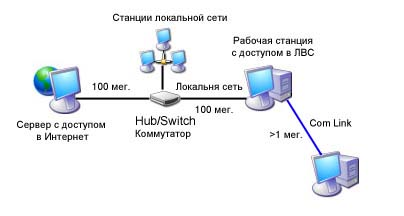 Станции локальной сети
Рабочая станция
с доступом в ЛВС
100 мег.
Локальня сеть
100 мег.
Hub/Switch
Коммутатор
Сервер с доступом
в Интернет
Com Link
>1 мег.